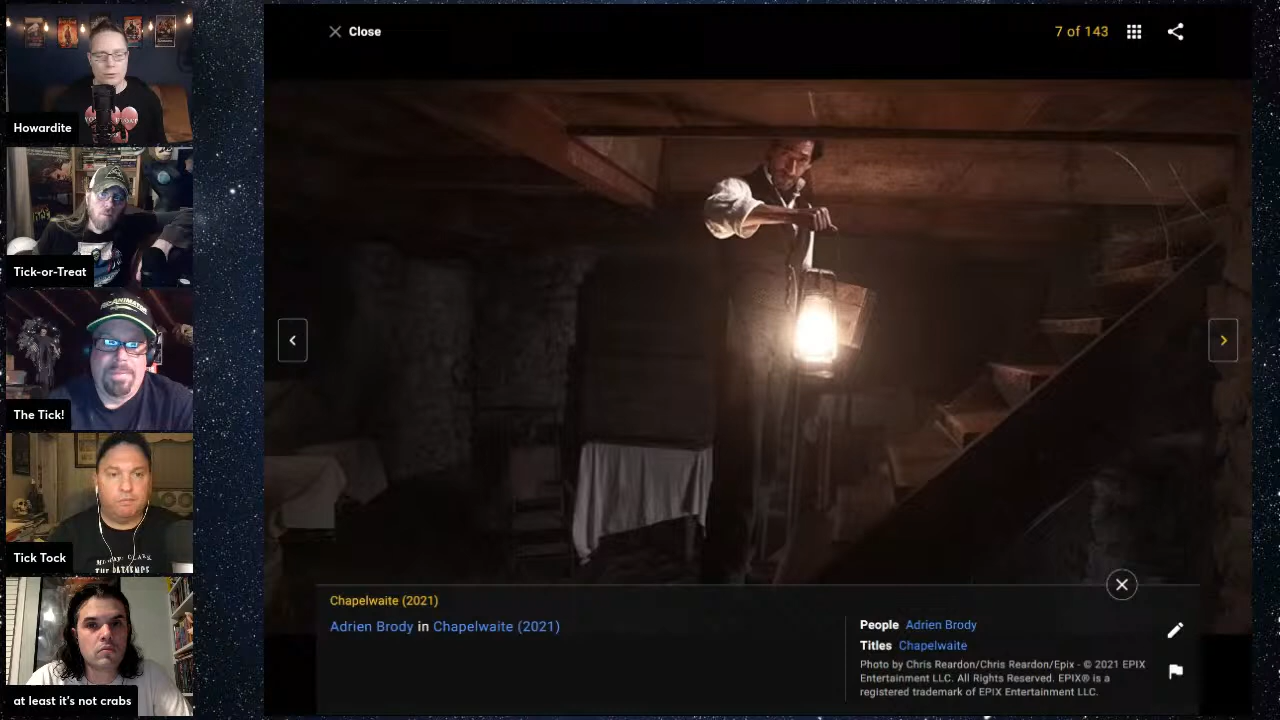 Howardite
Tick-or-Treat
The Tick!
Tick Tock
at least it's not crabs
Close
7 of 143
Chapelwaite (2021)
Adrien Brody in Chapelwaite (2021)
People Adrien Brody
Titles Chapelwaite
Photo by Chris Reardon/Chris Reardon/Epix - © 2021 EPIX
Entertainment LLC. All Rights Reserved. EPIX® is a
registered trademark of EPIX Entertainment LLC.